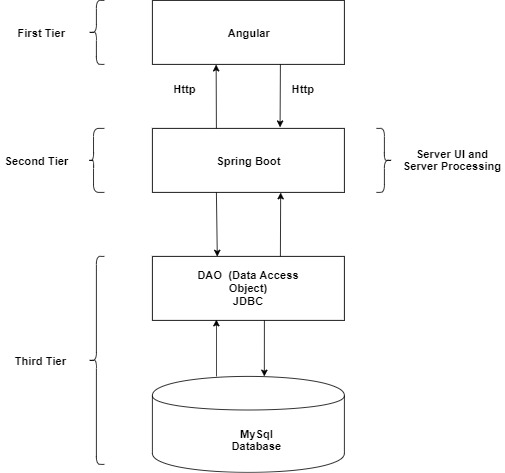 First Tier
Angular
Http
Http
Second Tier
Spring Boot
Server UI and
Server Processing
DAO (Data Access
Object)
JDBC
Third Tier
MySql
Database